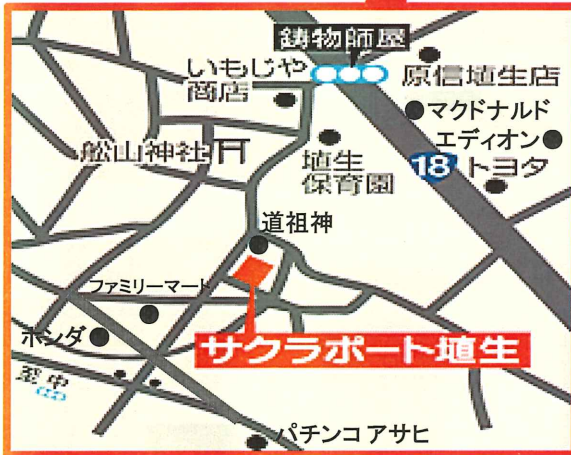 鋳物師屋
いもじや
商店
原信埴生店
マクドナルド
エディオン
船山神社
埴生
保育園
18
トヨタ
道祖神
ファミリーマート
ホンダ
サクラポート埴生
至中
パチンコアサヒ